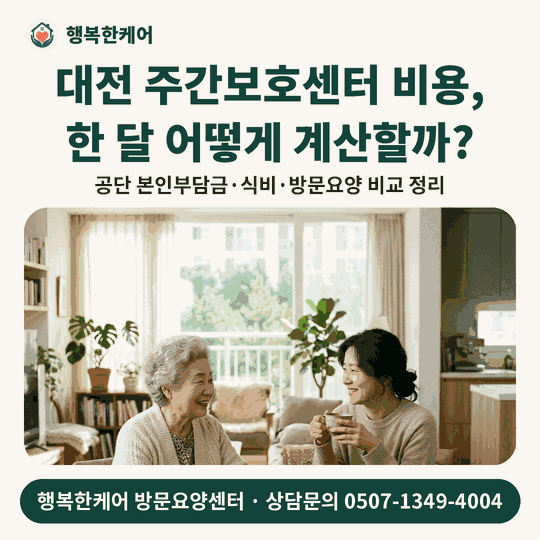 행복한케어
대전 주간보호센터 비용,
한 달 어떻게 계산할까?
공단 본인부담금·식비·방문요양 비교 정리
행복한케어 방문요양센터 · 상담문의 0507-1349-4004